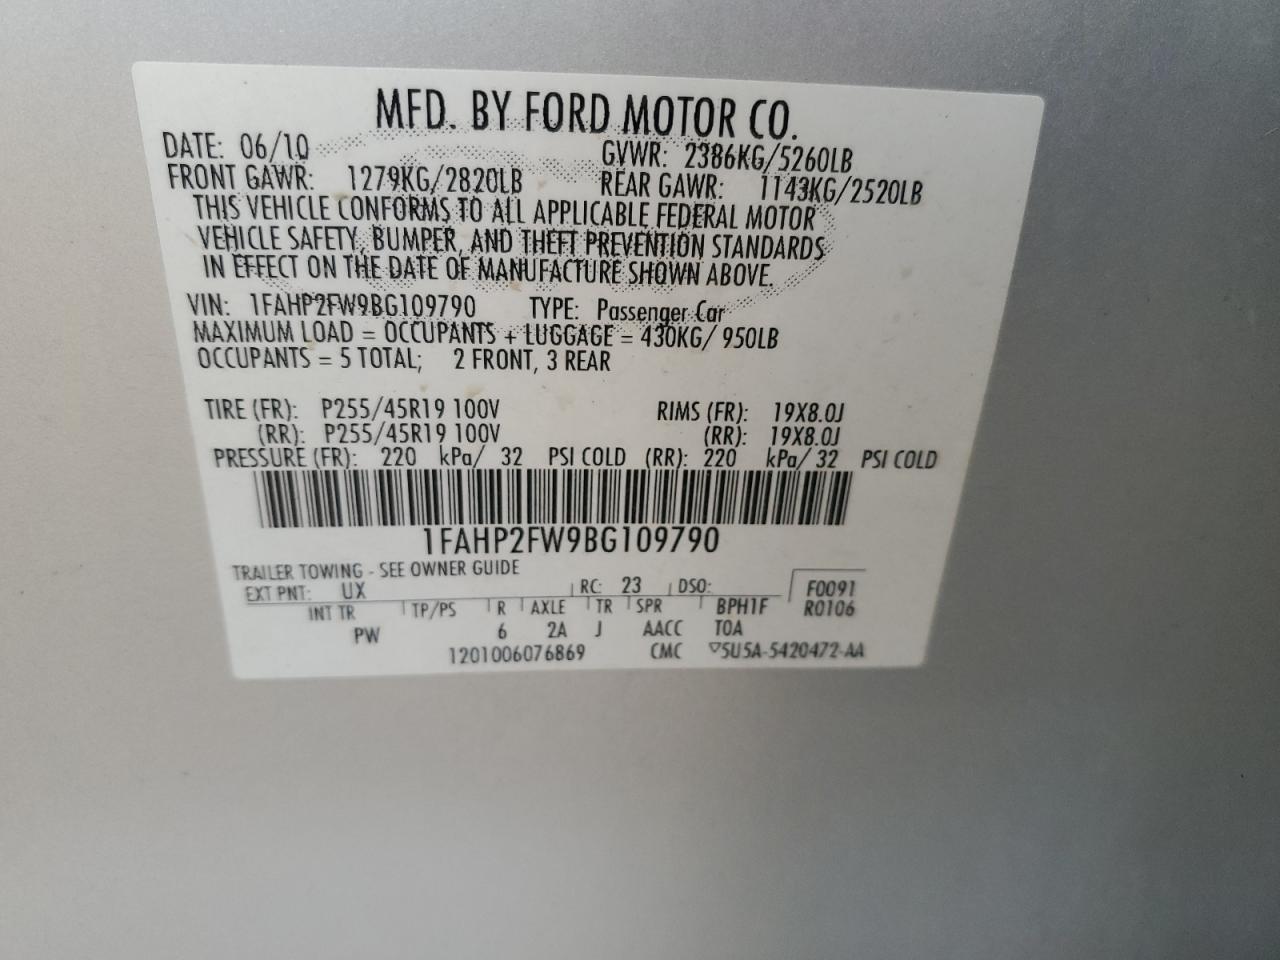 MFD. BY FORD MOTOR CO.
DATE: 06/10 GVWR: 2386KG/5260LB
FRONT GAWR: 1279KG/2820LB REAR GAWR: 1143KG/2520LB
THIS VEHICLE CONFORMS TO ALL APPLICABLE FEDERAL MOTOR
VEHICLE SAFETY, BUMPER, AND THEFT PREVENTION STANDARDS
IN EFFECT ON THE DATE OF MANUFACTURE SHOWN ABOVE.
VIN: 1FAHP2FW9BG109790 TYPE: Passenger Car
MAXIMUM LOAD = OCCUPANTS + LUGGAGE = 430KG/ 950LB
OCCUPANTS = 5 TOTAL; 2 FRONT, 3 REAR
TIRE (FR): P255/45R19 100V RIMS (FR): 19X8.0J
(RR): P255/45R19 100V (RR): 19X8.0J
PRESSURE (FR): 220 kPa/ 32 PSI COLD (RR): 220 kPa/ 32 PSI COLD
1FAHP2FW9BG109790
TRAILER TOWING - SEE OWNER GUIDE
EXT PNT: UX RC: 23 DSO: F0091
INT TR TP/PS R AXLE TR SPR BPH1F R0106
PW 6 2A J AACC TOA
1201006076869 CMC ▽5U5A-5420472-AA